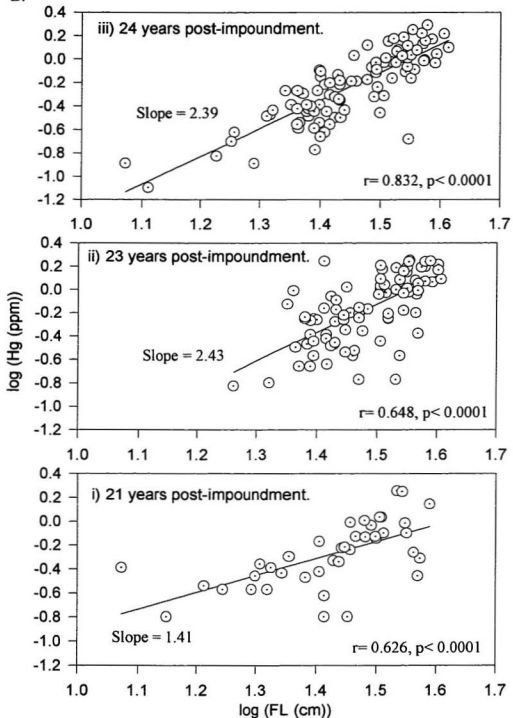 iii) 24 years post-impoundment.
0.4
0.2
0.0
-0.2
-0.4
-0.6
-0.8
-1.0
-1.2
Slope = 2.39
r= 0.832, p< 0.0001
1.0 1.1 1.2 1.3 1.4 1.5 1.6 1.7
ii) 23 years post-impoundment.
log (Hg (ppm))
0.4
0.2
0.0
-0.2
-0.4
-0.6
-0.8
-1.0
-1.2
Slope = 2.43
r= 0.648, p< 0.0001
1.0 1.1 1.2 1.3 1.4 1.5 1.6 1.7
i) 21 years post-impoundment.
0.4
0.2
0.0
-0.2
-0.4
-0.6
-0.8
-1.0
-1.2
Slope = 1.41
r= 0.626, p< 0.0001
1.0 1.1 1.2 1.3 1.4 1.5 1.6 1.7
log (FL (cm))